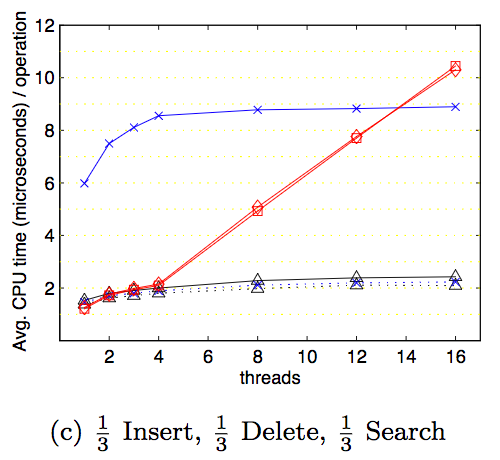 12
10
8
6
4
2
Avg. CPU time (microseconds) / operation
2 4 6 8 10 12 14 16
threads
(c) 1/3 Insert, 1/3 Delete, 1/3 Search